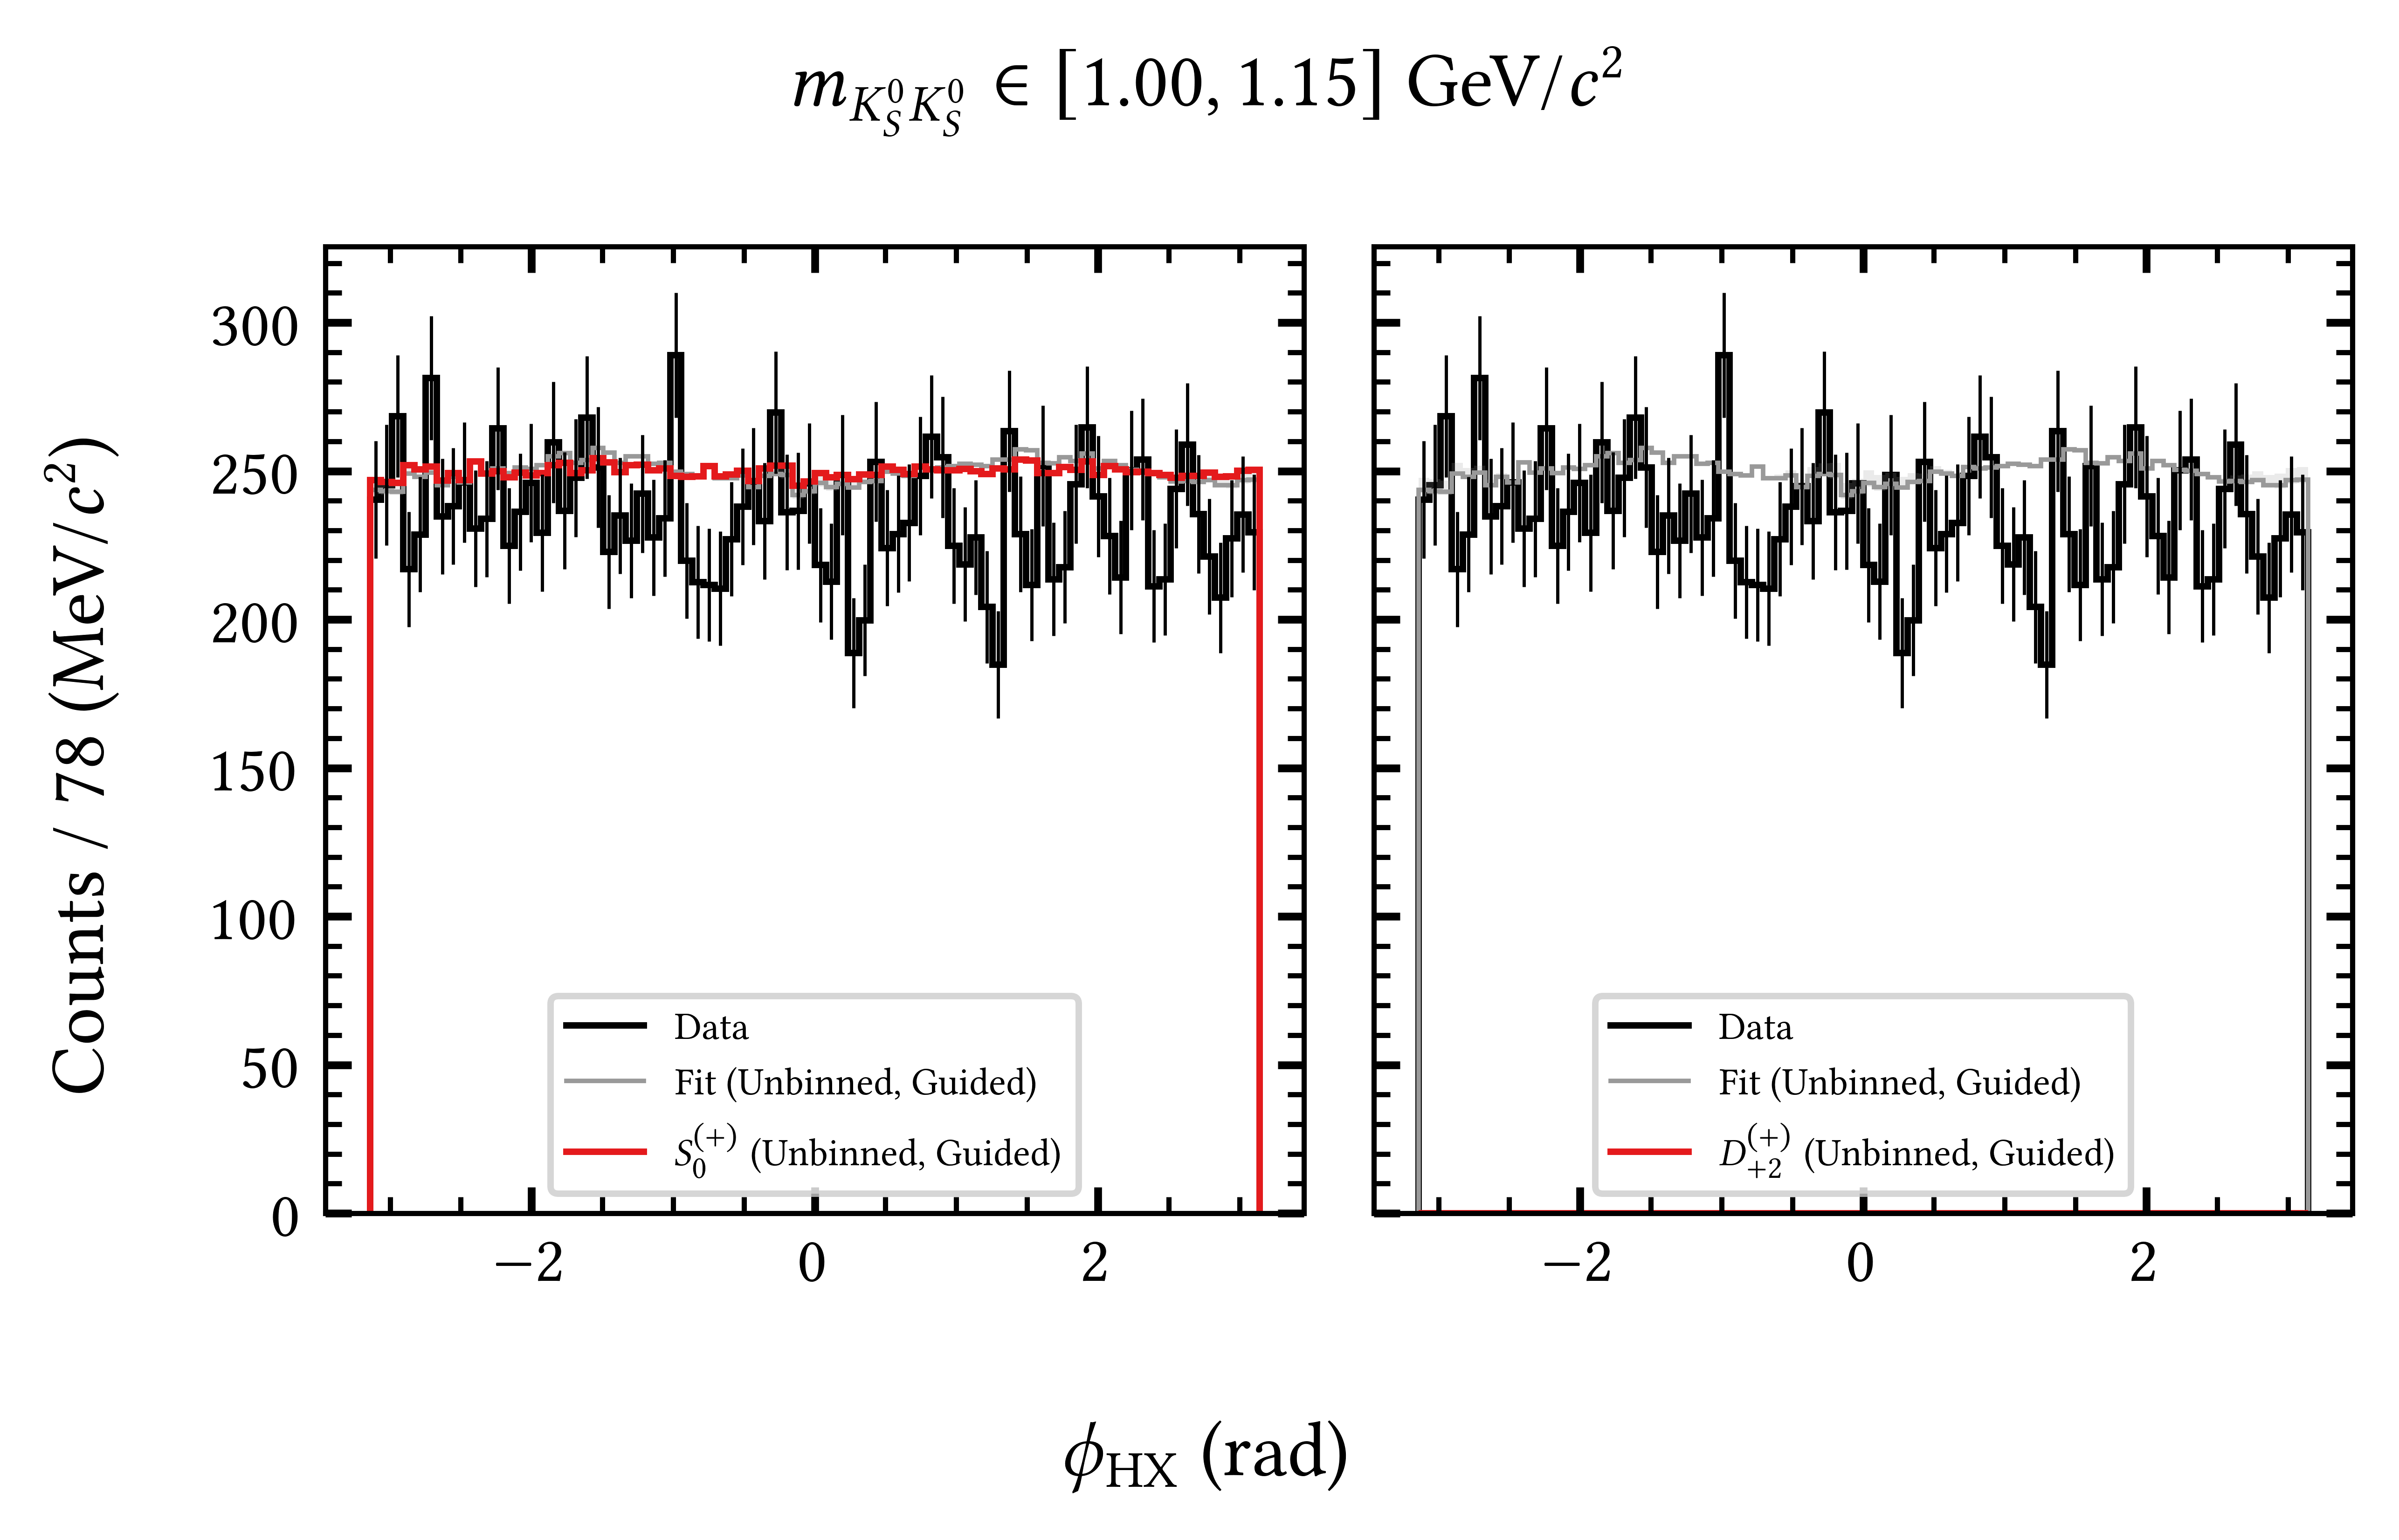 m_{K_S^0 K_S^0} ∈ [1.00, 1.15] GeV/c²
Counts / 78 (MeV/c²)
300
250
200
150
100
50
0
Data
Fit (Unbinned, Guided)
S_0^{(+)} (Unbinned, Guided)
Data
Fit (Unbinned, Guided)
D_{+2}^{(+)} (Unbinned, Guided)
−2 0 2
−2 0 2
ϕ_{HX} (rad)